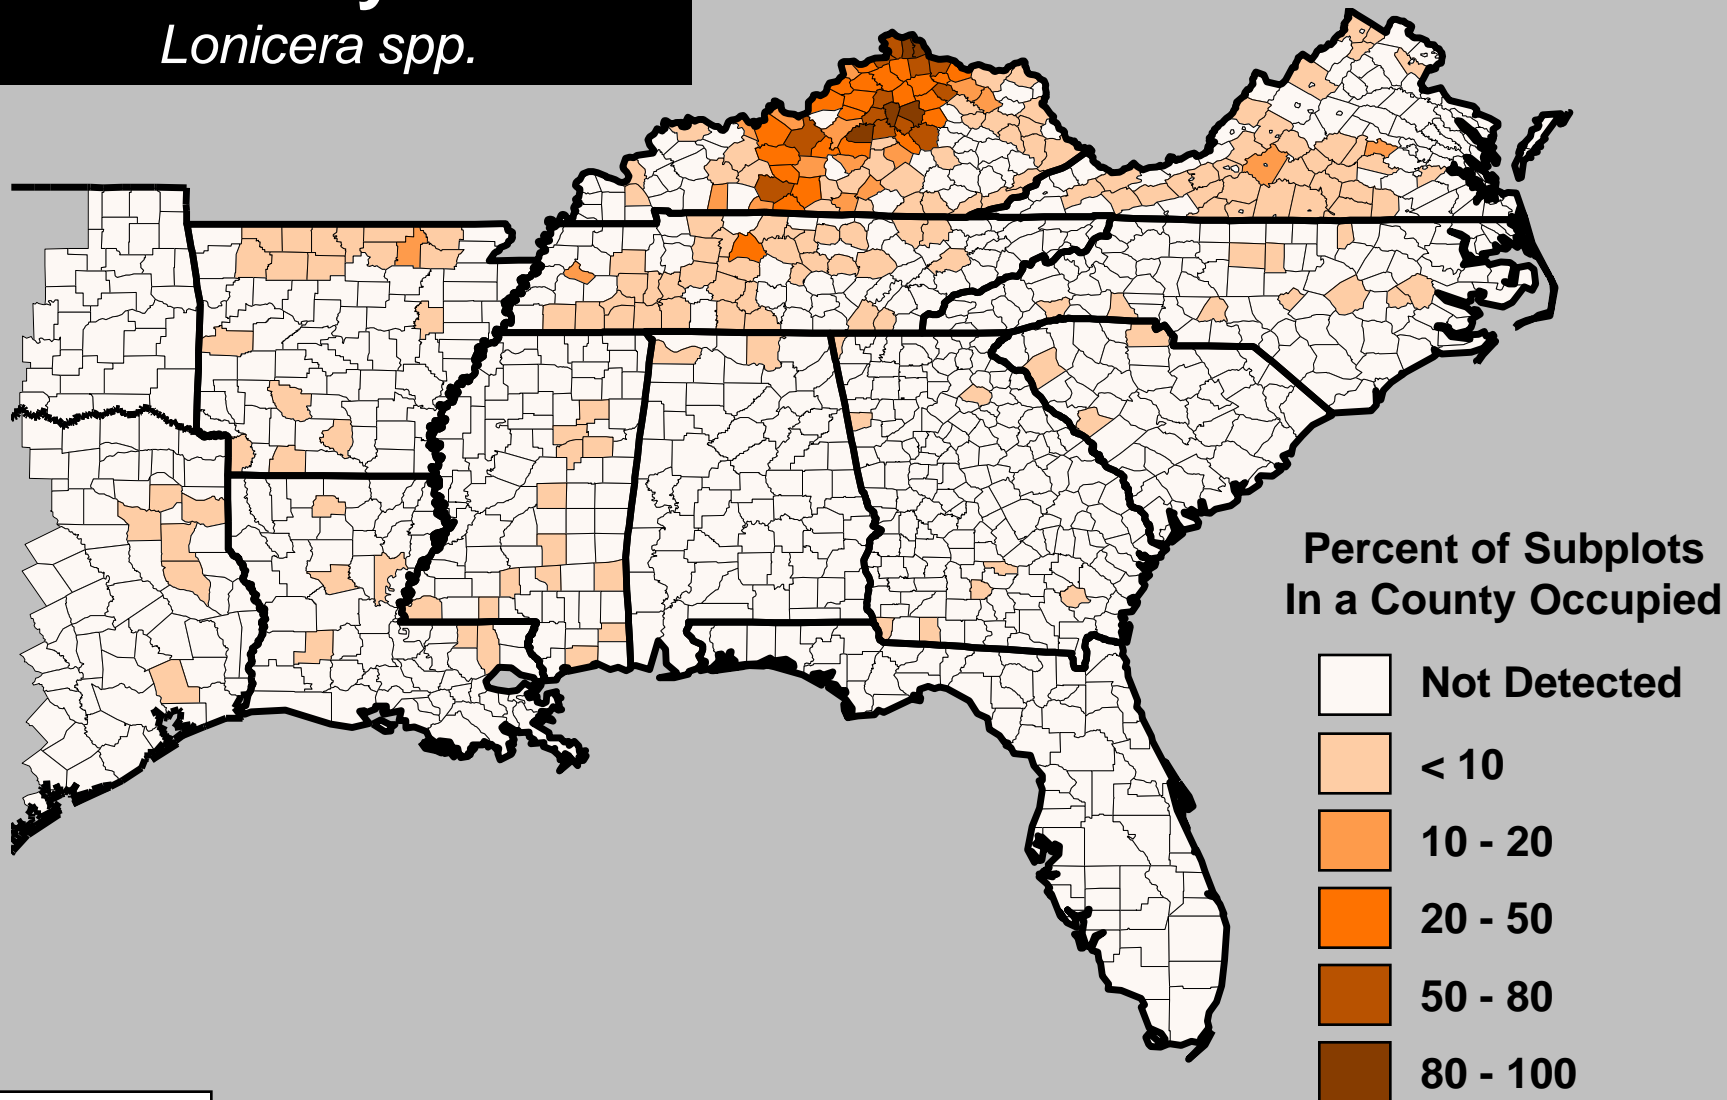 Lonicera spp.
Percent of Subplots
In a County Occupied
Not Detected
< 10
10 - 20
20 - 50
50 - 80
80 - 100